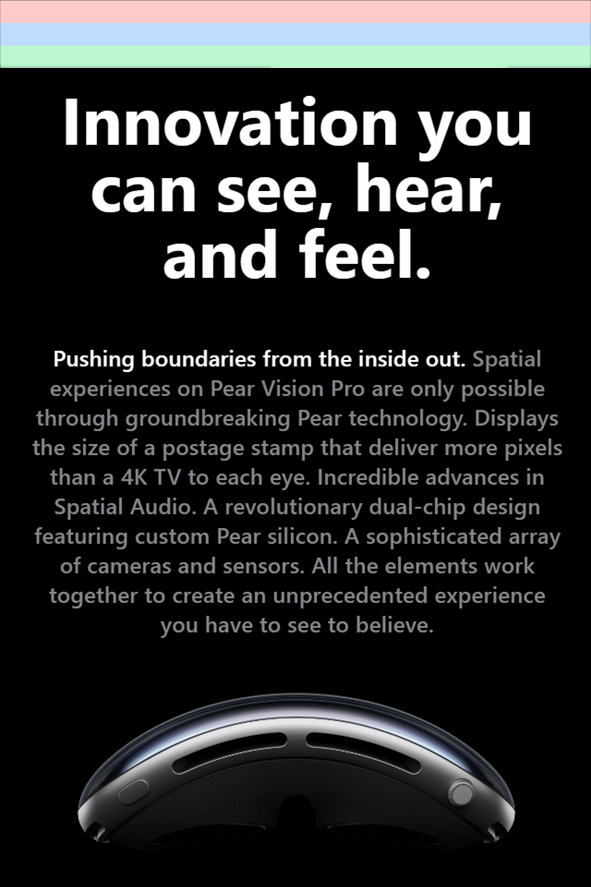 Innovation you
can see, hear,
and feel.
Pushing boundaries from the inside out. Spatial
experiences on Pear Vision Pro are only possible
through groundbreaking Pear technology. Displays
the size of a postage stamp that deliver more pixels
than a 4K TV to each eye. Incredible advances in
Spatial Audio. A revolutionary dual-chip design
featuring custom Pear silicon. A sophisticated array
of cameras and sensors. All the elements work
together to create an unprecedented experience
you have to see to believe.